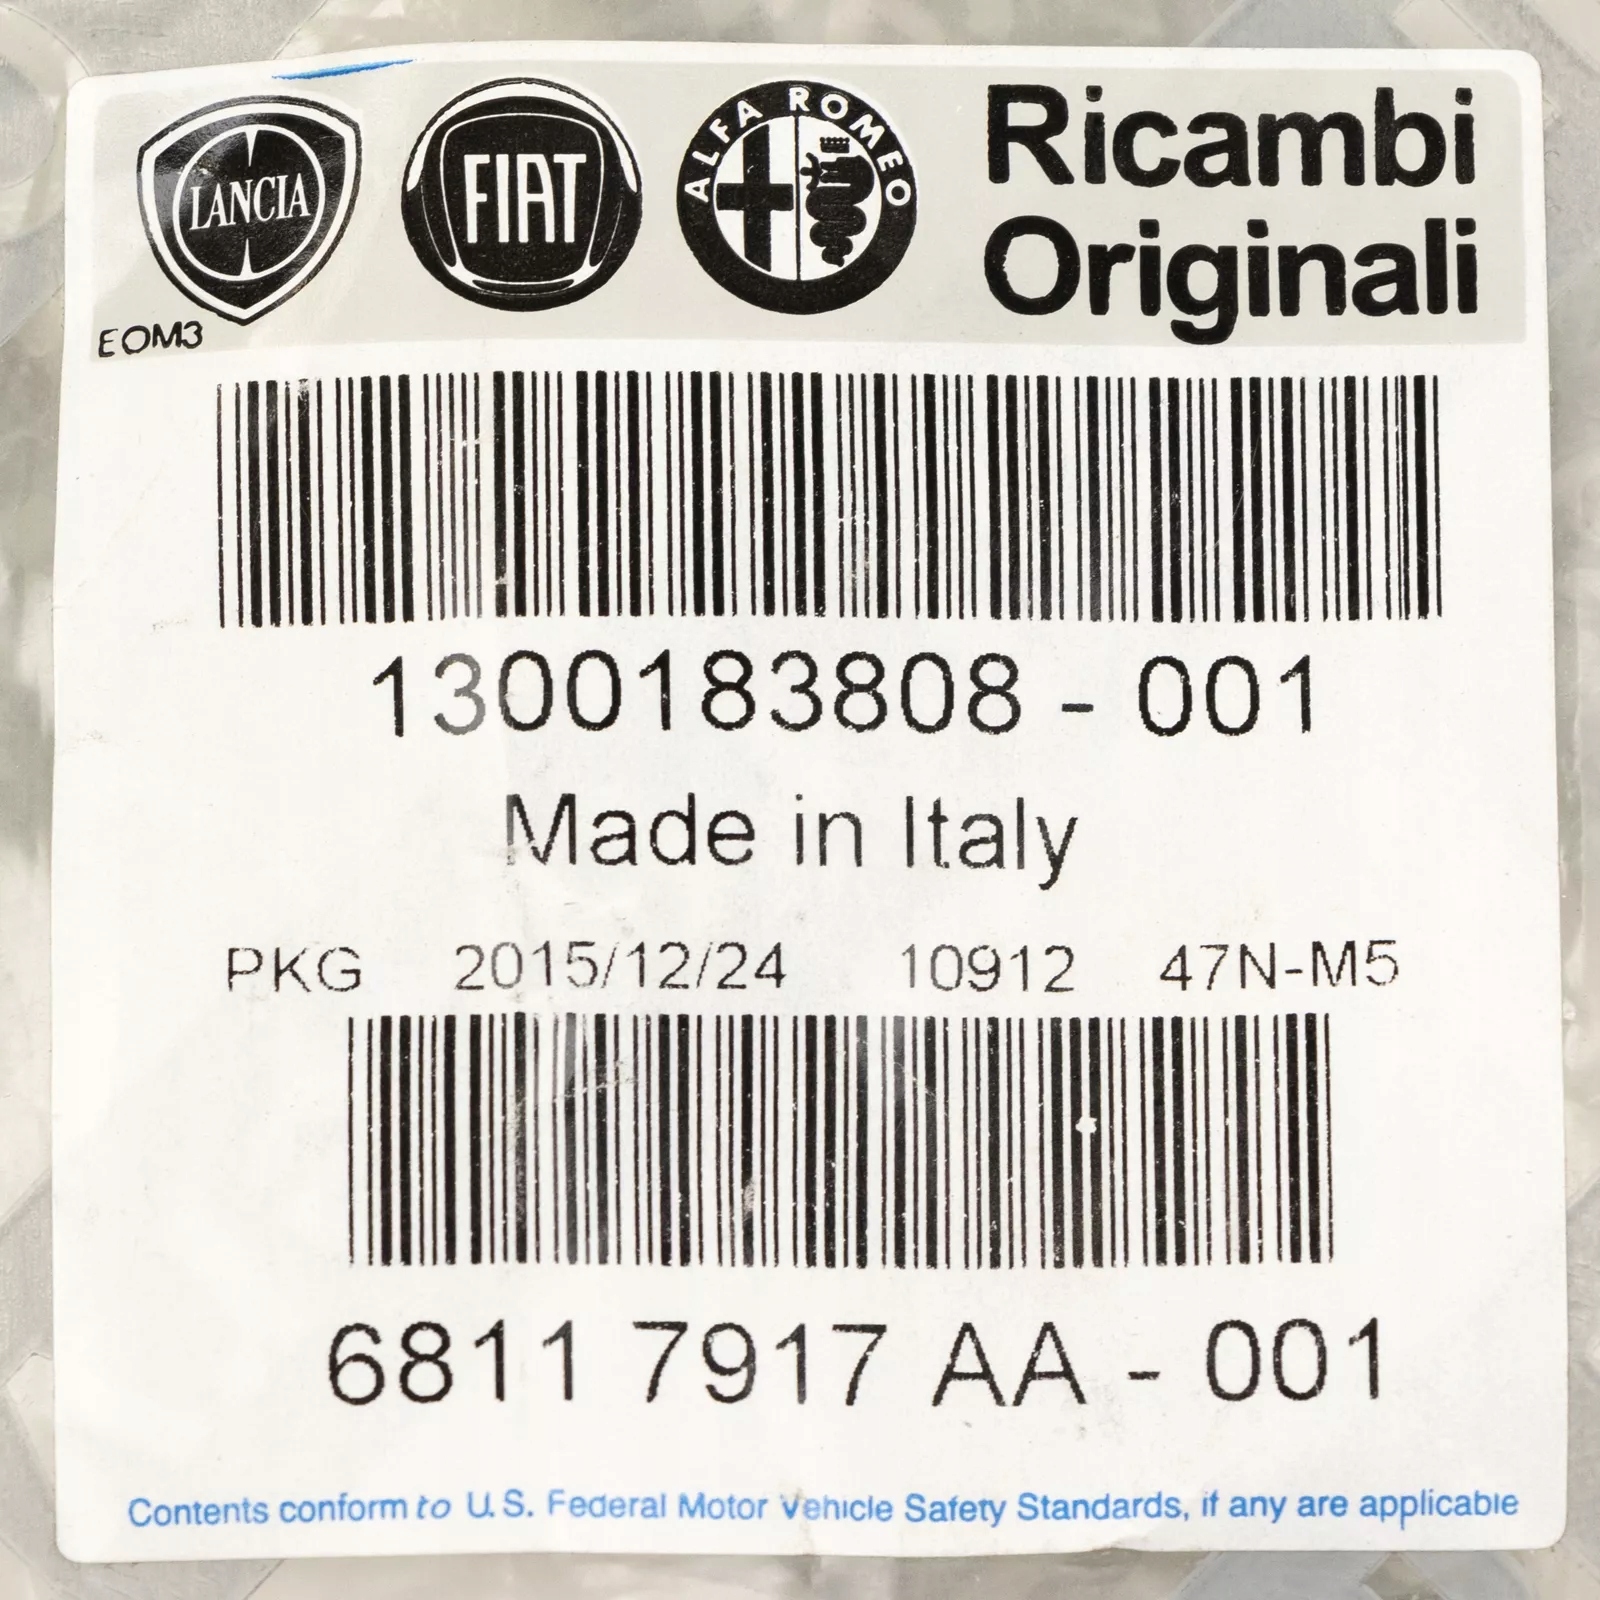 LANCIA FIAT ALFA ROMEO Ricambi
Originali
EOM3
1300183808 - 001
Made in Italy
PKG 2015/12/24 10912 47N-M5
6811 7917 AA - 001
Contents conform to U.S. Federal Motor Vehicle Safety Standards, if any are applicable